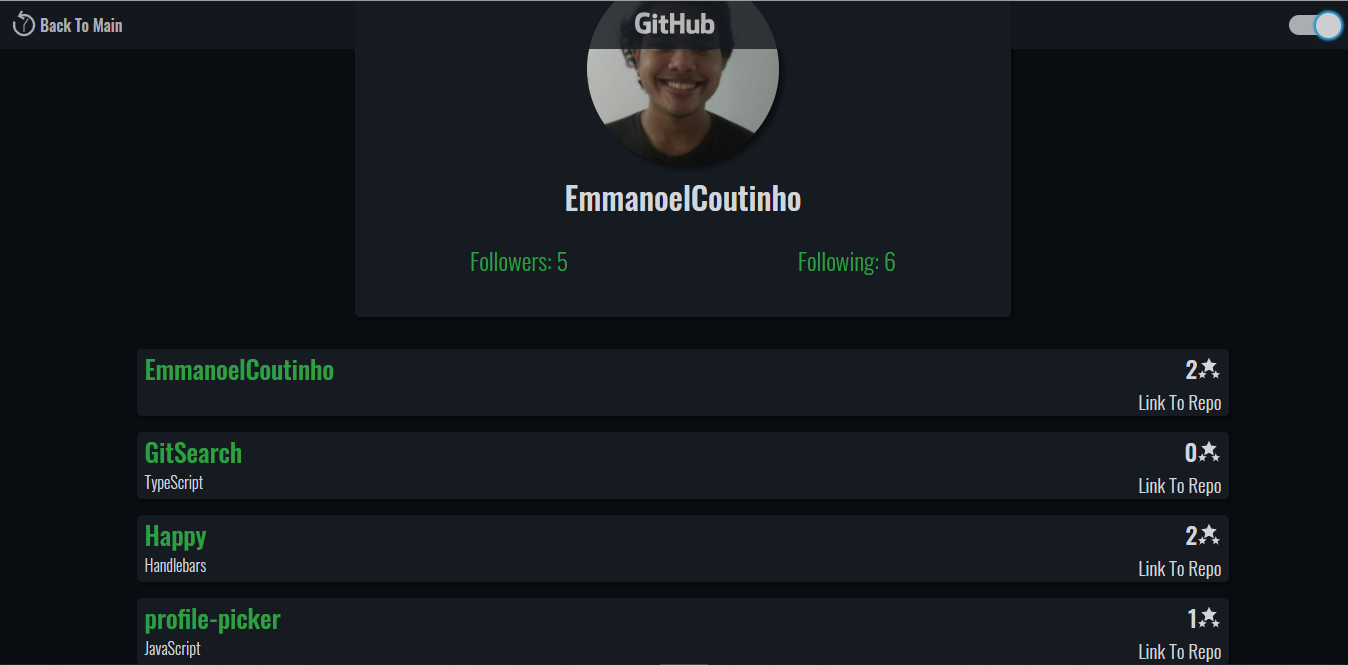 Back To Main
GitHub
EmmanoelCoutinho
Followers: 5
Following: 6
EmmanoelCoutinho
2
Link To Repo
GitSearch
0
TypeScript
Link To Repo
Happy
2
Handlebars
Link To Repo
profile-picker
1
JavaScript
Link To Repo